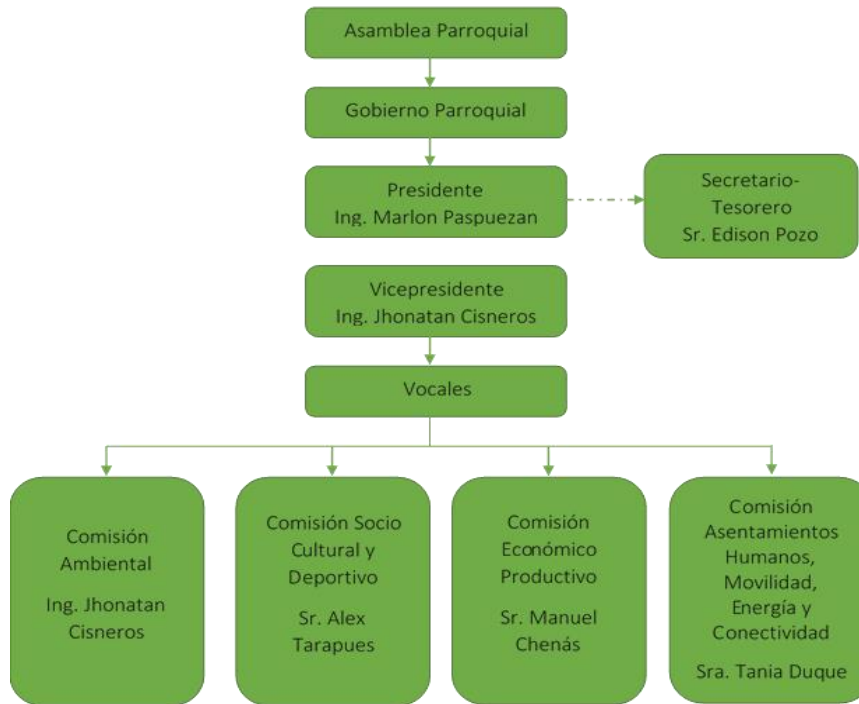 Asamblea Parroquial
Gobierno Parroquial
Presidente
Ing. Marlon Paspuezan
Secretario-
Tesorero
Sr. Edison Pozo
Vicepresidente
Ing. Jhonatan Cisneros
Vocales
Comisión
Ambiental
Ing. Jhonatan
Cisneros
Comisión Socio
Cultural y
Deportivo
Sr. Alex
Tarapues
Comisión
Económico
Productivo
Sr. Manuel
Chenás
Comisión
Asentamientos
Humanos,
Movilidad,
Energía y
Conectividad
Sra. Tania Duque